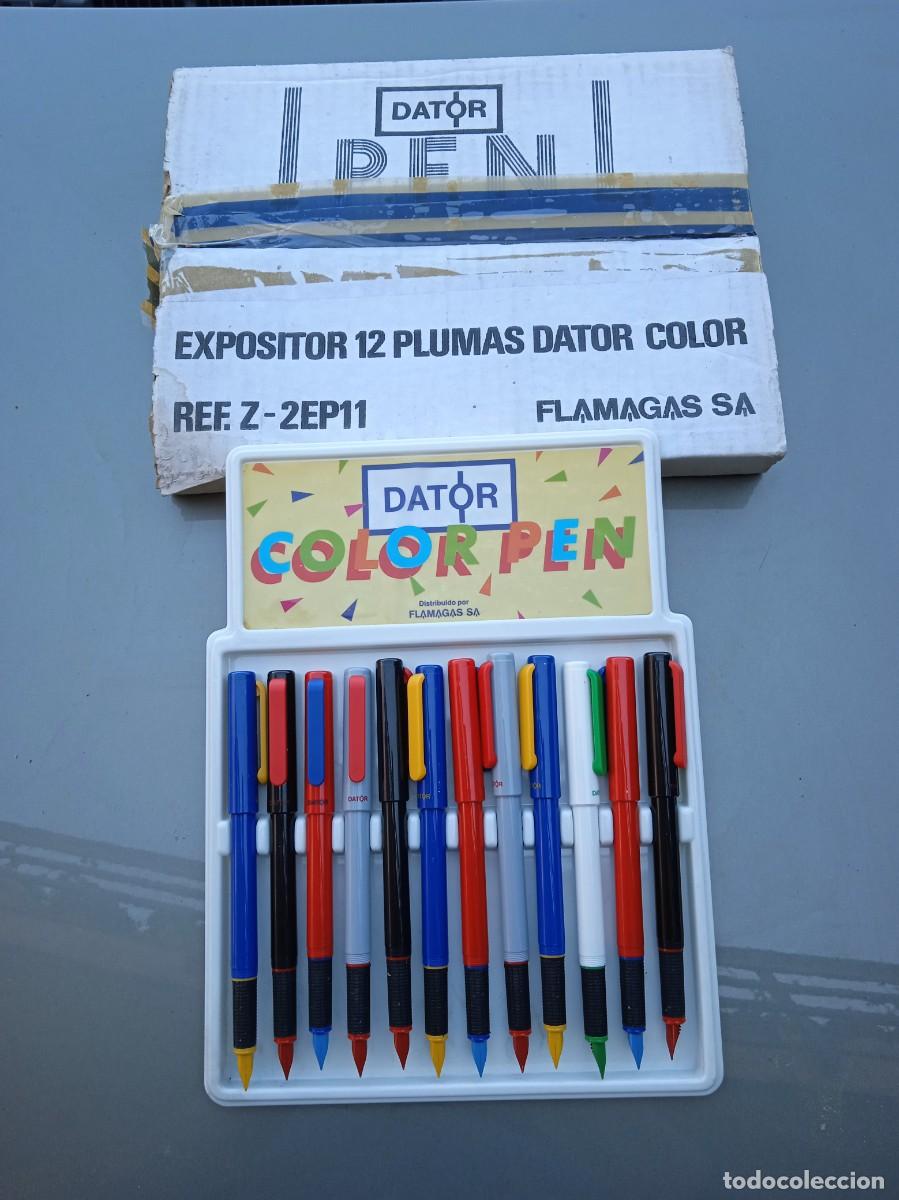 DATOR
PEN
EXPOSITOR 12 PLUMAS DATOR COLOR
REF. Z-2EP11 FLAMAGAS SA
DATOR
COLOR PEN
Distribuido por
FLAMAGAS SA
DATOR
DATOR
todocoleccion